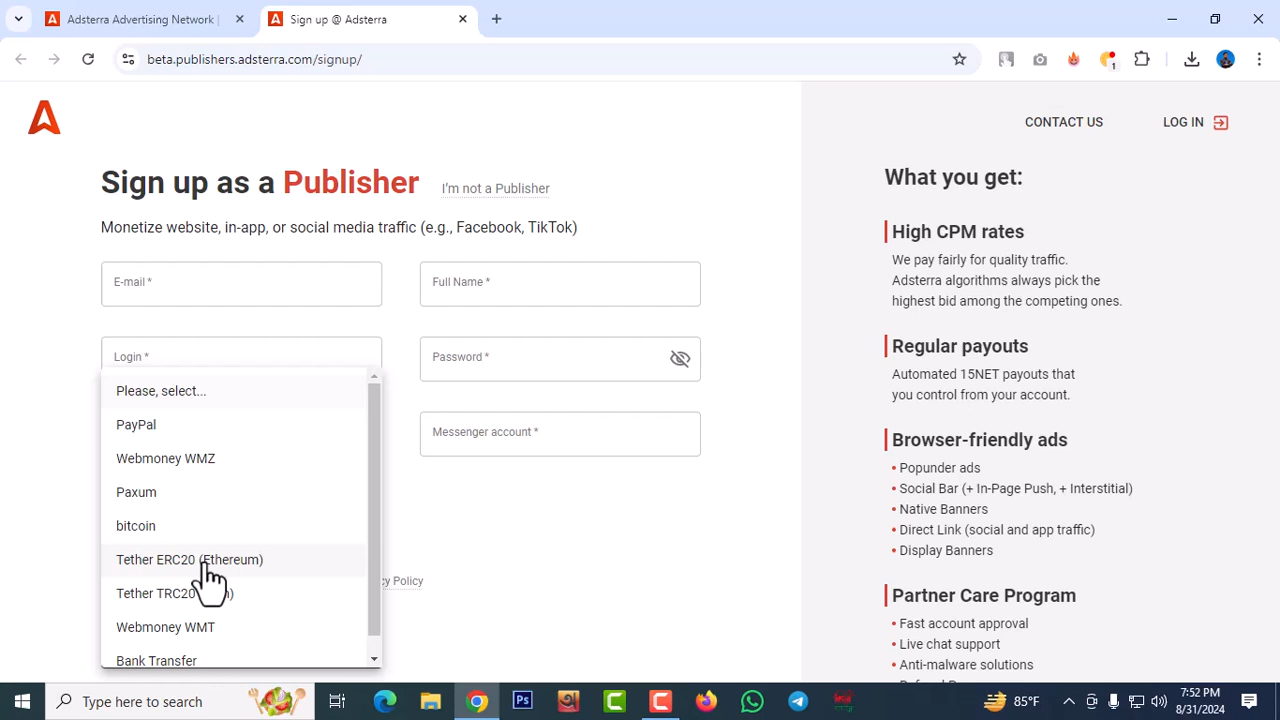 Adsterra Advertising Network |
Sign up @ Adsterra
beta.publishers.adsterra.com/signup/
1
CONTACT US
LOG IN
Sign up as a Publisher
I'm not a Publisher
Monetize website, in-app, or social media traffic (e.g., Facebook, TikTok)
E-mail *
Full Name *
Login *
Password *
Messenger account *
Please, select...
PayPal
Webmoney WMZ
Paxum
bitcoin
Tether ERC20 (Ethereum)
Tether TRC20
Webmoney WMT
Bank Transfer
Policy
What you get:
High CPM rates
We pay fairly for quality traffic.
Adsterra algorithms always pick the
highest bid among the competing ones.
Regular payouts
Automated 15NET payouts that
you control from your account.
Browser-friendly ads
• Popunder ads
• Social Bar (+ In-Page Push, + Interstitial)
• Native Banners
• Direct Link (social and app traffic)
• Display Banners
Partner Care Program
• Fast account approval
• Live chat support
• Anti-malware solutions
Type here to search
Ps
85°F
7:52 PM
8/31/2024